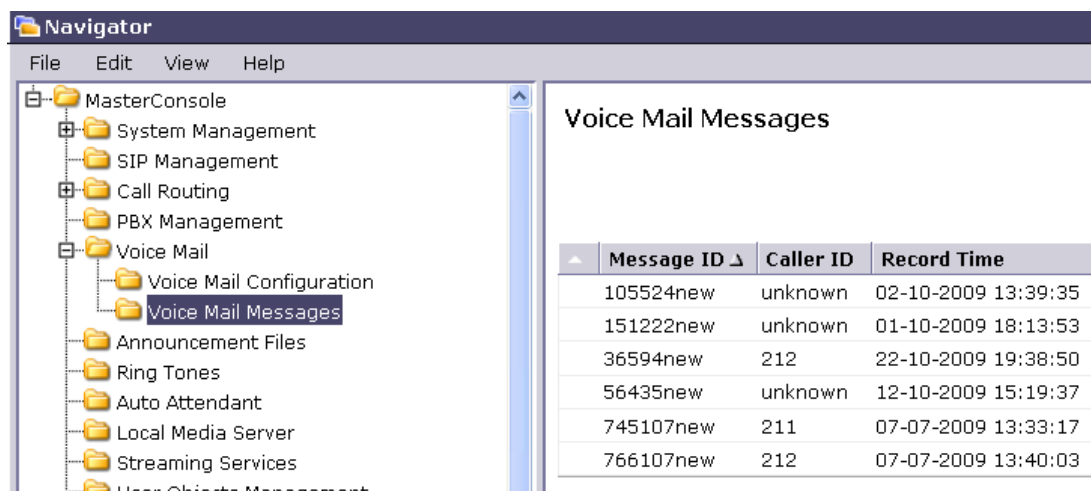 Navigator
File Edit View Help
MasterConsole
System Management
SIP Management
Call Routing
PBX Management
Voice Mail
Voice Mail Configuration
Voice Mail Messages
Announcement Files
Ring Tones
Auto Attendant
Local Media Server
Streaming Services
User Objects Management
Voice Mail Messages
Message ID Caller ID Record Time
105524new unknown 02-10-2009 13:39:35
151222new unknown 01-10-2009 18:13:53
36594new 212 22-10-2009 19:38:50
56435new unknown 12-10-2009 15:19:37
745107new 211 07-07-2009 13:33:17
766107new 212 07-07-2009 13:40:03